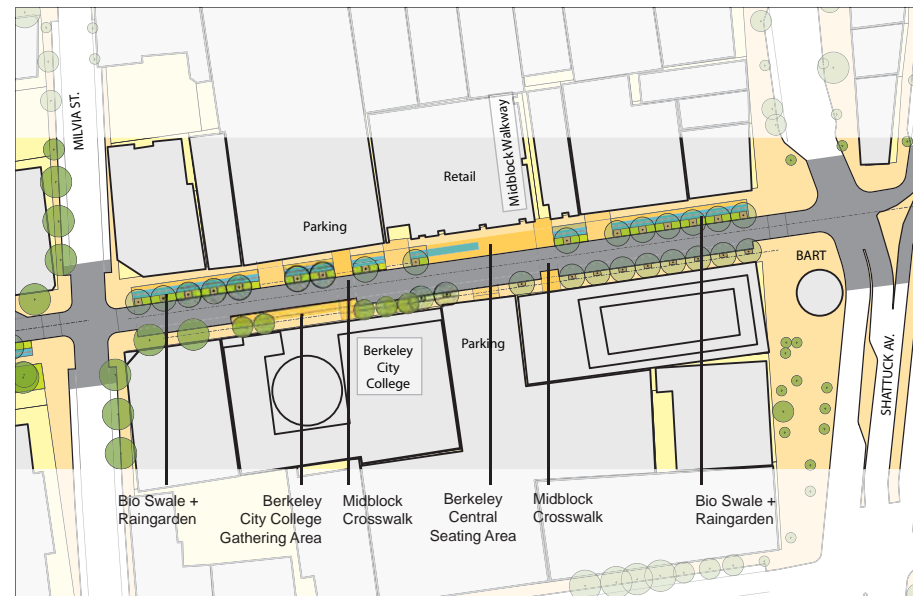 MILVIA ST.
Midblock Walkway
Retail
Parking
BART
Parking
Berkeley
City
College
SHATTUCK AV.
Bio Swale +
Raingarden
Berkeley
City College
Gathering Area
Midblock
Crosswalk
Berkeley
Central
Seating Area
Midblock
Crosswalk
Bio Swale +
Raingarden